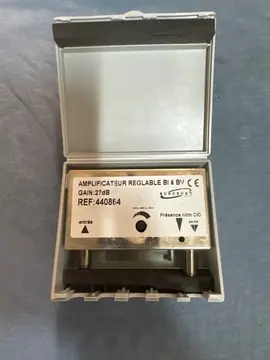 AMPLIFICATEUR REGLABLE BI & BV CE
GAIN:27dB
REF:440864
entrée
Présence Alim C/C
sortie